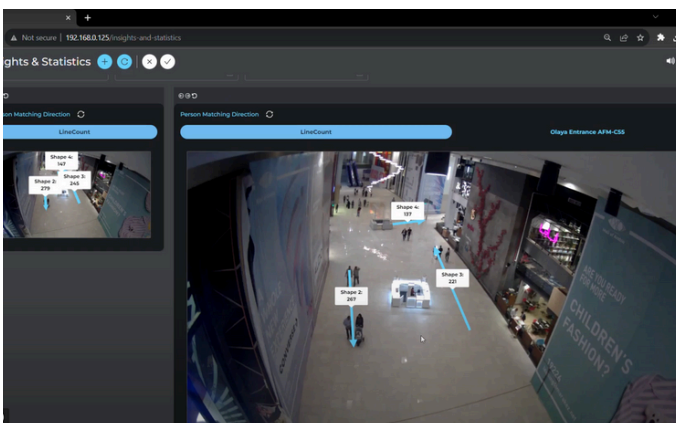 Not secure | 192.168.0.125/insights-and-statistics
ghts & Statistics
son Matching Direction
LineCount
Shape 4:
147
Shape 3:
245
Shape 2:
279
Person Matching Direction
LineCount
Olaya Entrance AFM-C55
Shape 4:
137
Shape 3:
221
Shape 2:
267
ARE YOU READY
FOR MORE
CHILDREN'S
FASHION?
CONVERSE